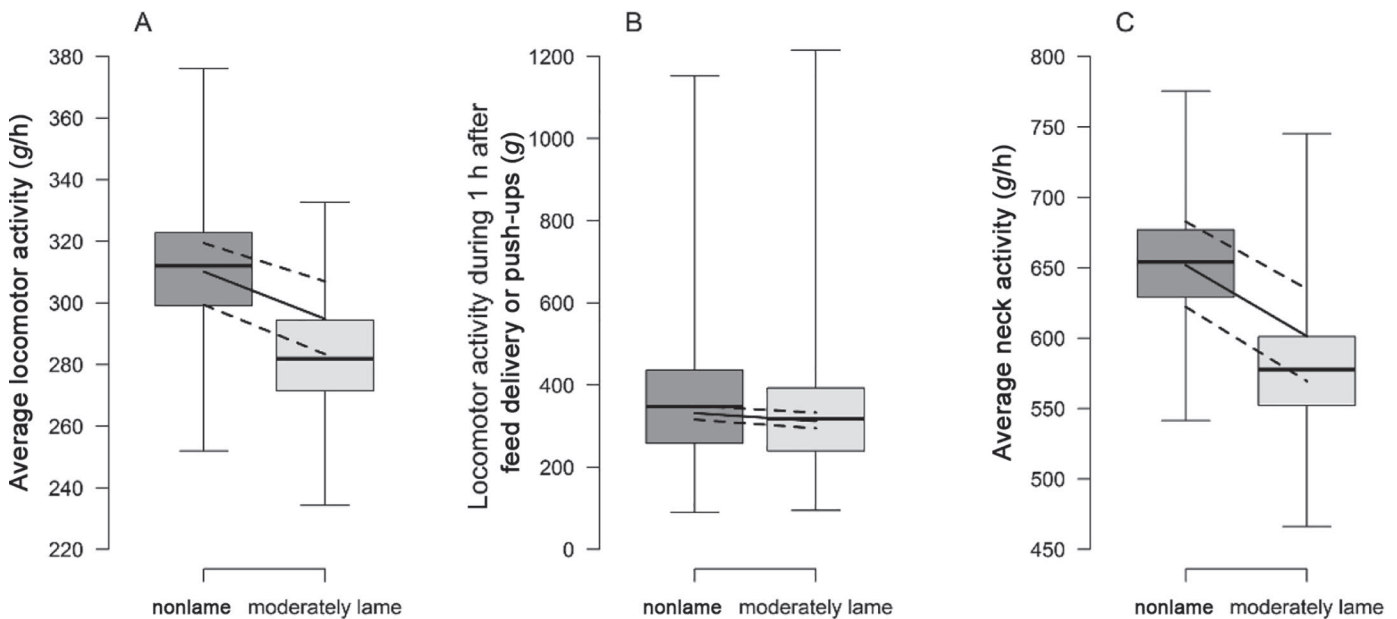 A
Average locomotor activity (g/h)
380
360
340
320
300
280
260
240
220
nonlame moderately lame
B
Locomotor activity during 1 h after
feed delivery or push-ups (g)
1200
1000
800
600
400
200
0
nonlame moderately lame
C
Average neck activity (g/h)
800
750
700
650
600
550
500
450
nonlame moderately lame